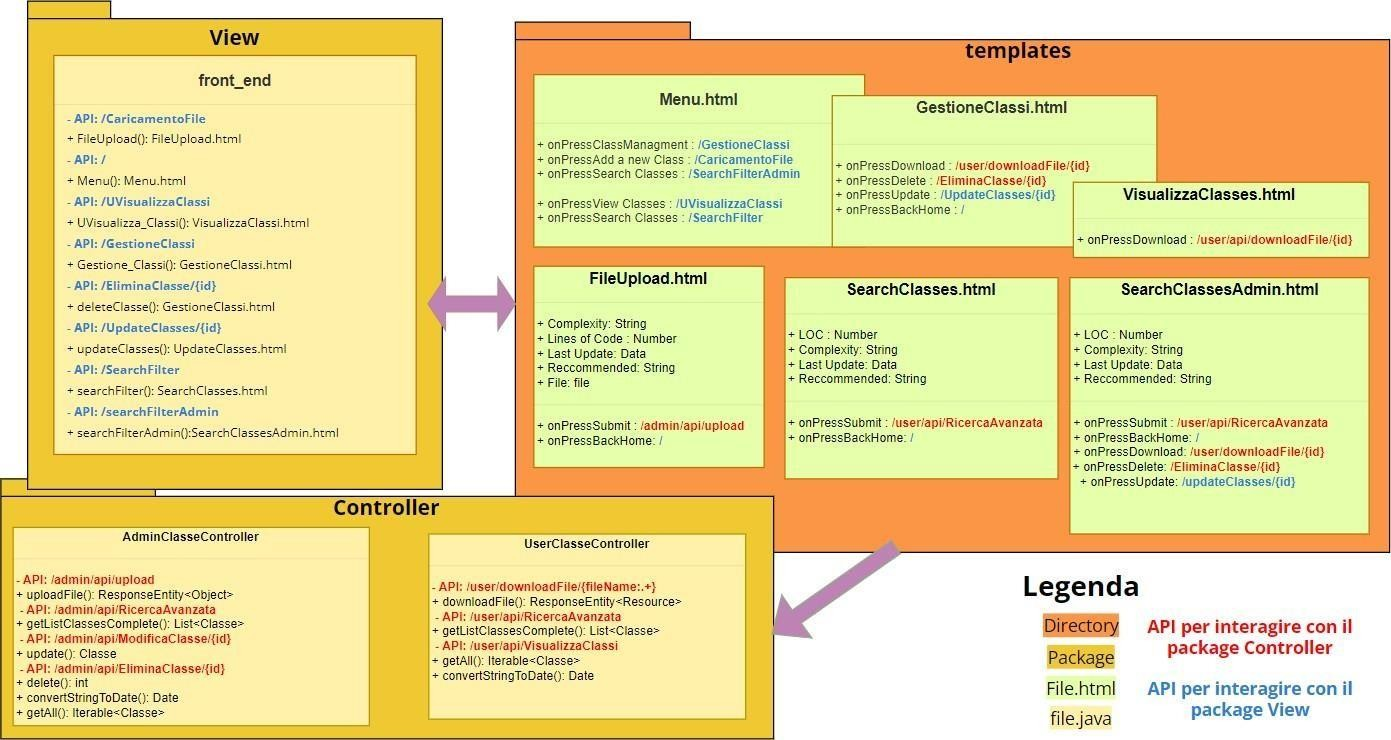 View
front_end
- API: /CaricamentoFile
+ FileUpload(): FileUpload.html
- API: /
+ Menu(): Menu.html
- API: /UVisualizzaClassi
+ UVisualizza_Classi(): VisualizzaClassi.html
- API: /GestioneClassi
+ Gestione_Classi(): GestioneClassi.html
- API: /EliminaClasse/{id}
+ deleteClasse(): GestioneClassi.html
- API: /UpdateClasses/{id}
+ updateClasses(): UpdateClasses.html
- API: /SearchFilter
+ searchFilter(): SearchClasses.html
- API: /searchFilterAdmin
+ searchFilterAdmin():SearchClassesAdmin.html
templates
Menu.html
+ onPressClassManagment : /GestioneClassi
+ onPressAdd a new Class : /CaricamentoFile
+ onPressSearch Classes : /SearchFilterAdmin
+ onPressView Classes : /UVisualizzaClassi
+ onPressSearch Classes : /SearchFilter
GestioneClassi.html
+ onPressDownload : /user/downloadFile/{id}
+ onPressDelete : /EliminaClasse/{id}
+ onPressUpdate : /UpdateClasses/{id}
+ onPressBackHome : /
VisualizzaClasses.html
+ onPressDownload : /user/api/downloadFile/{id}
FileUpload.html
+ Complexity: String
+ Lines of Code : Number
+ Last Update: Data
+ Reccommended: String
+ File: file
+ onPressSubmit : /admin/api/upload
+ onPressBackHome: /
SearchClasses.html
+ LOC : Number
+ Complexity: String
+ Last Update: Data
+ Reccommended: String
+ onPressSubmit : /user/api/RicercaAvanzata
+ onPressBackHome: /
SearchClassesAdmin.html
+ LOC : Number
+ Complexity: String
+ Last Update: Data
+ Reccommended: String
+ onPressSubmit : /user/api/RicercaAvanzata
+ onPressBackHome: /
+ onPressDownload: /user/downloadFile/{id}
+ onPressDelete: /EliminaClasse/{id}
+ onPressUpdate: /updateClasses/{id}
Controller
AdminClasseController
- API: /admin/api/upload
+ uploadFile(): ResponseEntity<Object>
- API: /admin/api/RicercaAvanzata
+ getListClassesComplete(): List<Classe>
- API: /admin/api/ModificaClasse/{id}
+ update(): Classe
- API: /admin/api/EliminaClasse/{id}
+ delete(): int
+ convertStringToDate(): Date
+ getAll(): Iterable<Classe>
UserClasseController
- API: /user/downloadFile/{fileName:.+}
+ downloadFile(): ResponseEntity<Resource>
- API: /user/api/RicercaAvanzata
+ getListClassesComplete(): List<Classe>
- API: /user/api/VisualizzaClassi
+ getAll(): Iterable<Classe>
+ convertStringToDate(): Date
Legenda
Directory
Package
File.html
file.java
API per interagire con il
package Controller
API per interagire con il
package View